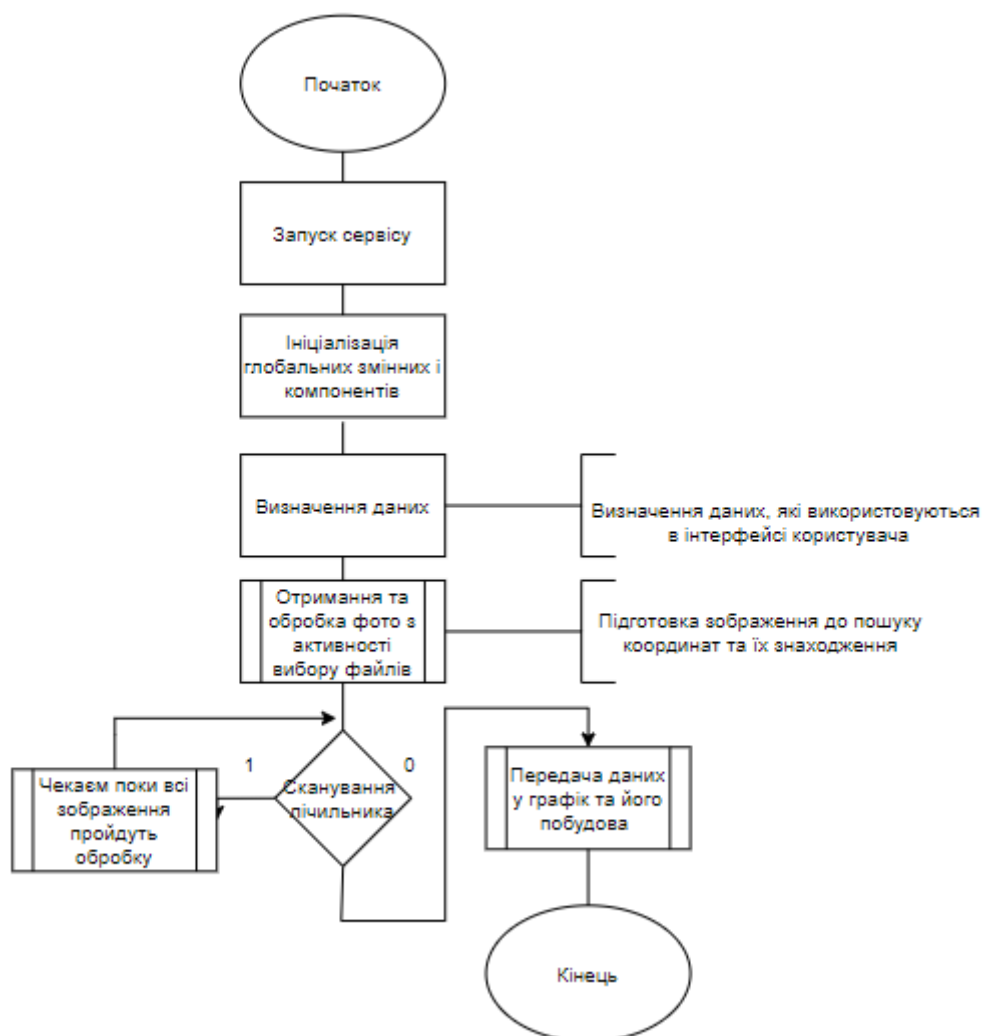 Початок
Запуск сервісу
Ініціалізація
глобальних змінних і
компонентів
Визначення даних
Визначення даних, які використовуються
в інтерфейсі користувача
Отримання та
обробка фото з
активності
вибору файлів
Підготовка зображення до пошуку
координат та їх знаходження
1
0
Сканування
лічильника
Чекаєм поки всі
зображення
пройдуть
обробку
Передача даних
у графік та його
побудова
Кінець